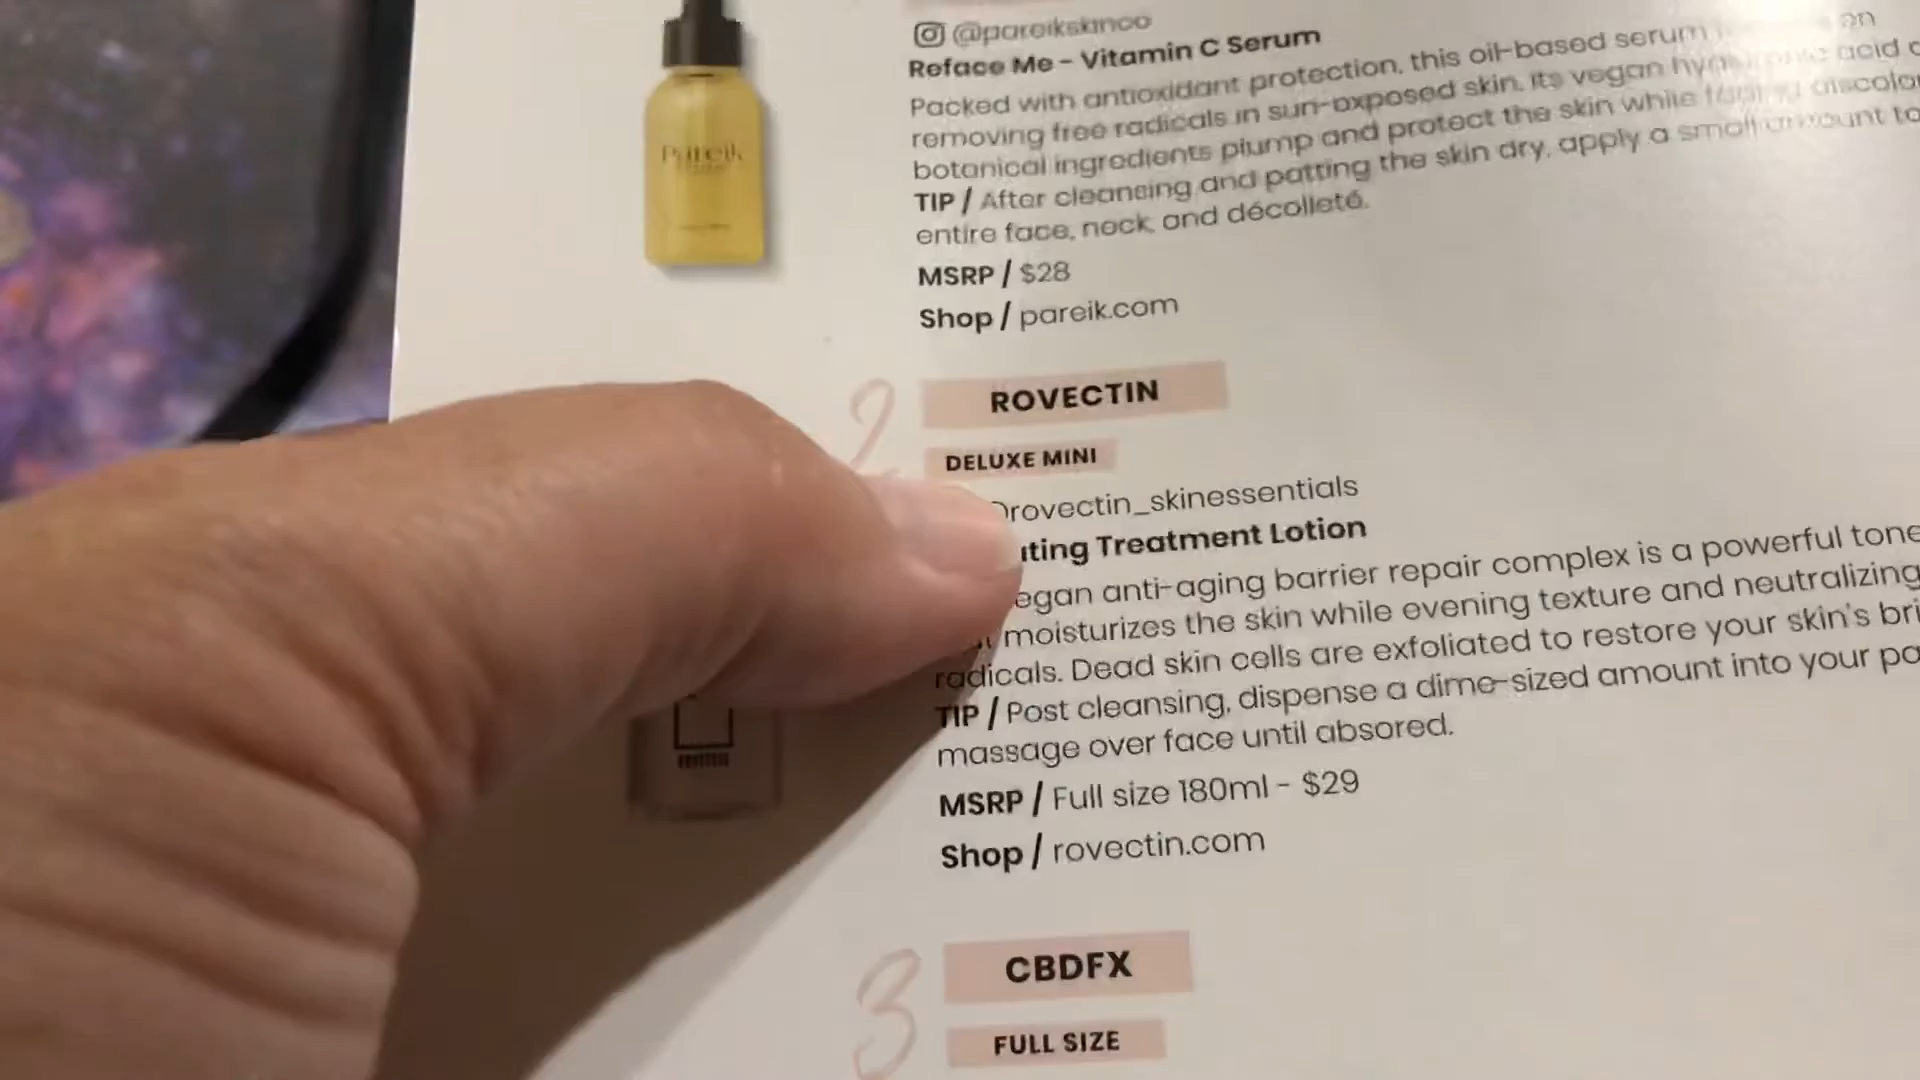 @pareikskinco
Reface Me - Vitamin C Serum
Packed with antioxidant protection, this oil-based serum
removing free radicals in sun-exposed skin. Its vegan acid
botanical ingredients plump and protect the skin while
TIP / After cleansing and patting the skin dry, apply a small amount to
entire face, neck, and décolleté.
MSRP / $28
Shop / pareik.com
Pareik
2
ROVECTIN
DELUXE MINI
rovectin_skinessentials
Treatment Lotion
anti-aging barrier repair complex is a powerful
moisturizes the skin while evening texture and neutralizing
radicals. Dead skin cells are exfoliated to restore your skin's
TIP / Post cleansing, dispense a dime-sized amount into your
massage over face until absored.
MSRP / Full size 180ml - $29
Shop / rovectin.com
3
CBDFX
FULL SIZE